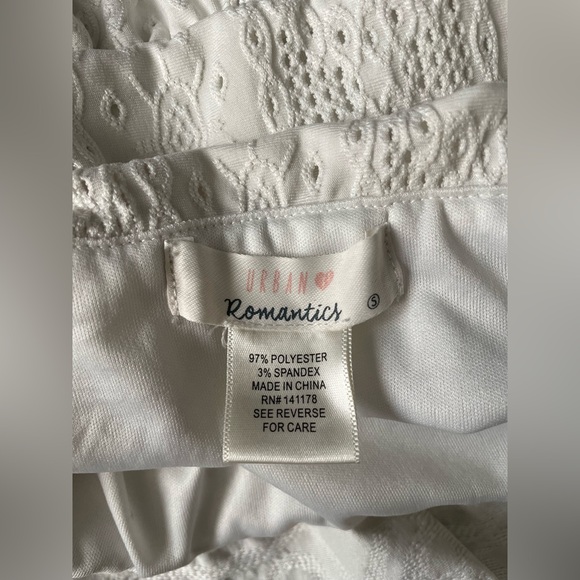 URBAN
Romantics S
97% POLYESTER
3% SPANDEX
MADE IN CHINA
RN# 141178
SEE REVERSE
FOR CARE